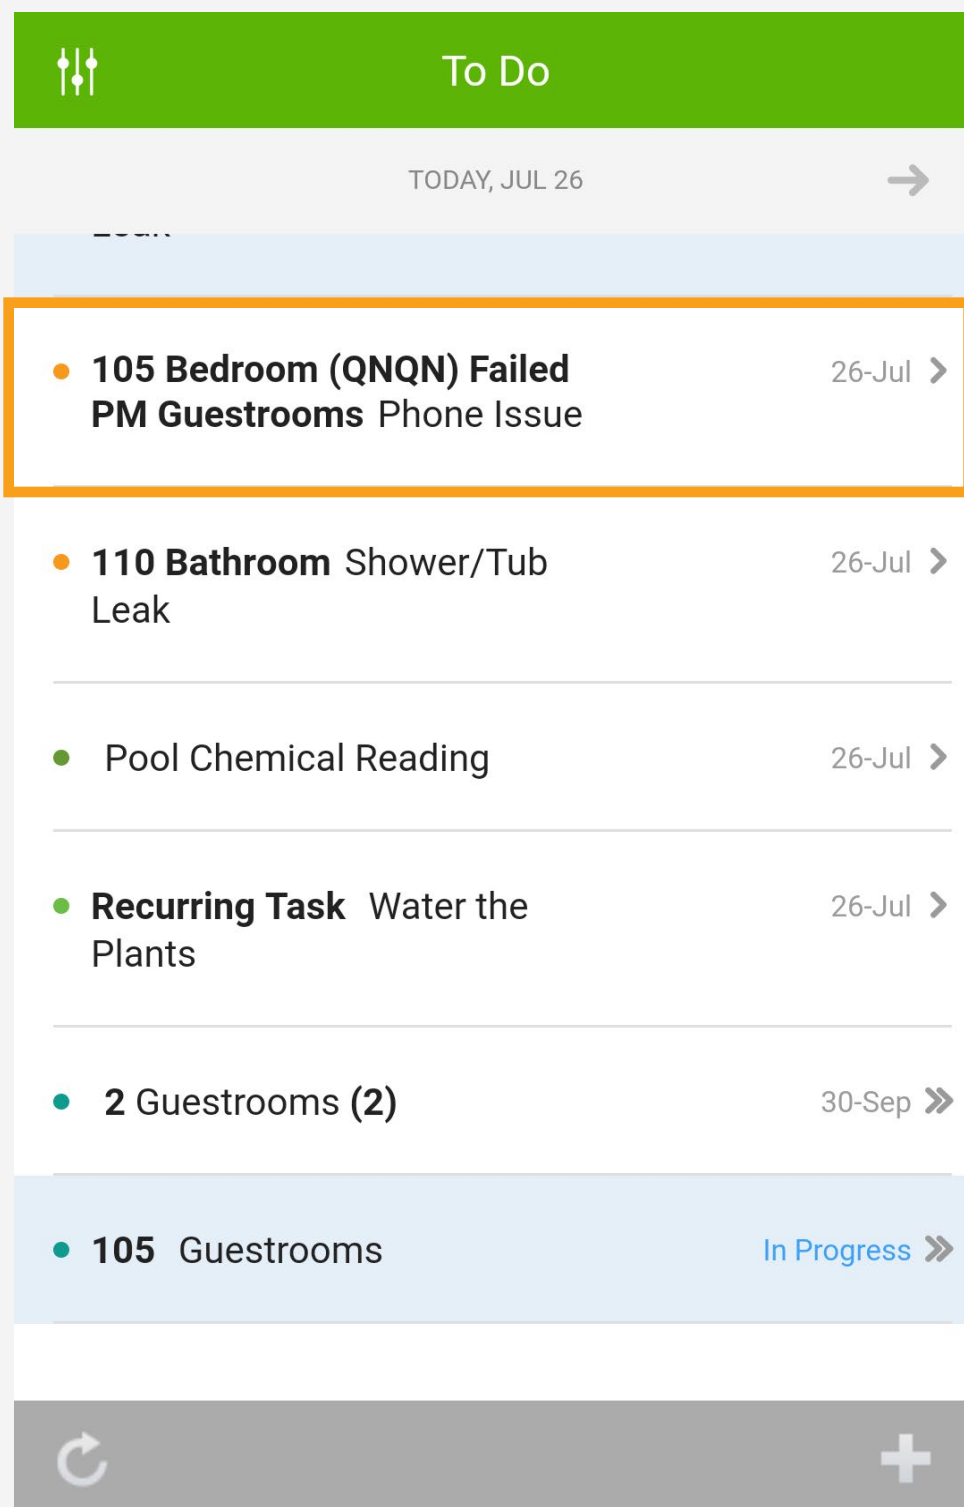 To Do
TODAY, JUL 26
105 Bedroom (QNQN) Failed 26-Jul
PM Guestrooms Phone Issue
110 Bathroom Shower/Tub 26-Jul
Leak
Pool Chemical Reading 26-Jul
Recurring Task Water the 26-Jul
Plants
2 Guestrooms (2) 30-Sep
105 Guestrooms In Progress